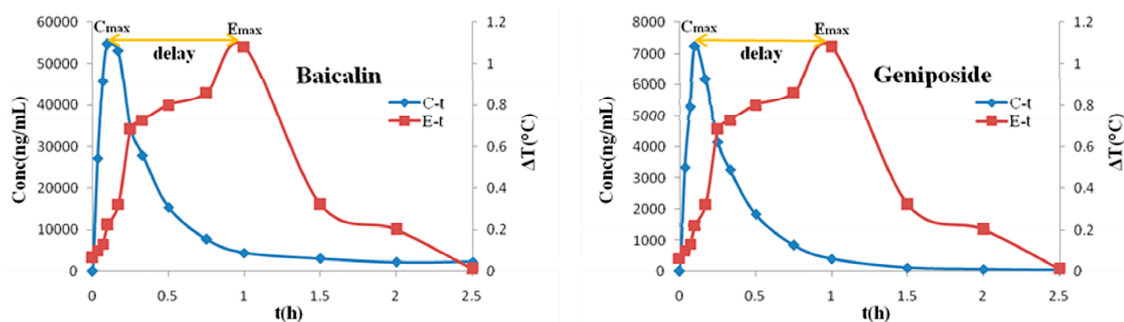 Cmax
Emax
delay
Baicalin
C-t
E-t
Conc(ng/mL)
60000
50000
40000
30000
20000
10000
0
ΔT(°C)
1.2
1
0.8
0.6
0.4
0.2
0
0
0.5
1
1.5
2
2.5
t(h)
Cmax
Emax
delay
Geniposide
C-t
E-t
Conc(ng/mL)
8000
7000
6000
5000
4000
3000
2000
1000
0
ΔT(°C)
1.2
1
0.8
0.6
0.4
0.2
0
0
0.5
1
1.5
2
2.5
t(h)